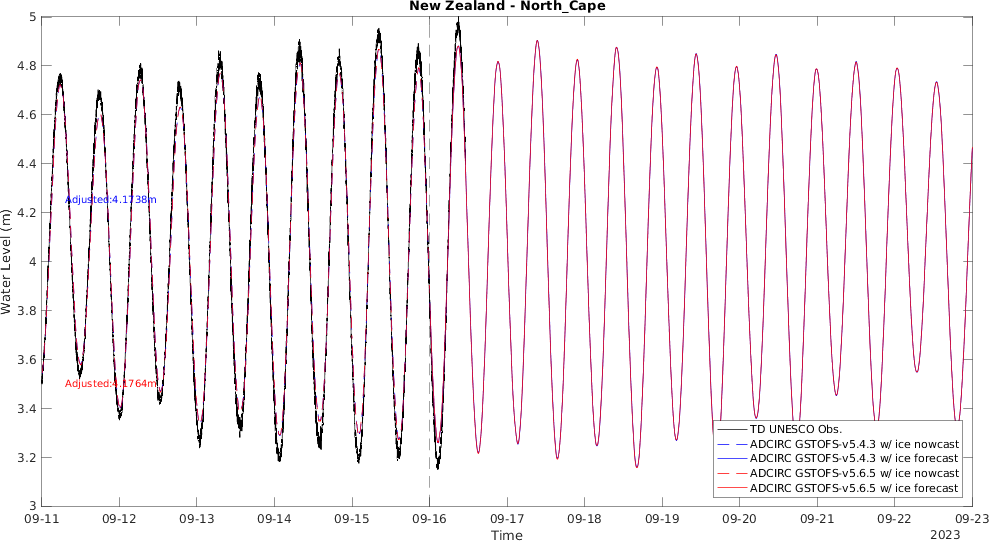 New Zealand - North_Cape
5
4.8
4.6
4.4
4.2
4
3.8
3.6
3.4
3.2
3
Water Level (m)
Adjusted:4.1738m
Adjusted:4.1764m
TD UNESCO Obs.
ADCIRC GSTOFS-v5.4.3 w/ ice nowcast
ADCIRC GSTOFS-v5.4.3 w/ ice forecast
ADCIRC GSTOFS-v5.6.5 w/ ice nowcast
ADCIRC GSTOFS-v5.6.5 w/ ice forecast
09-11 09-12 09-13 09-14 09-15 09-16 09-17 09-18 09-19 09-20 09-21 09-22 09-23
Time
2023